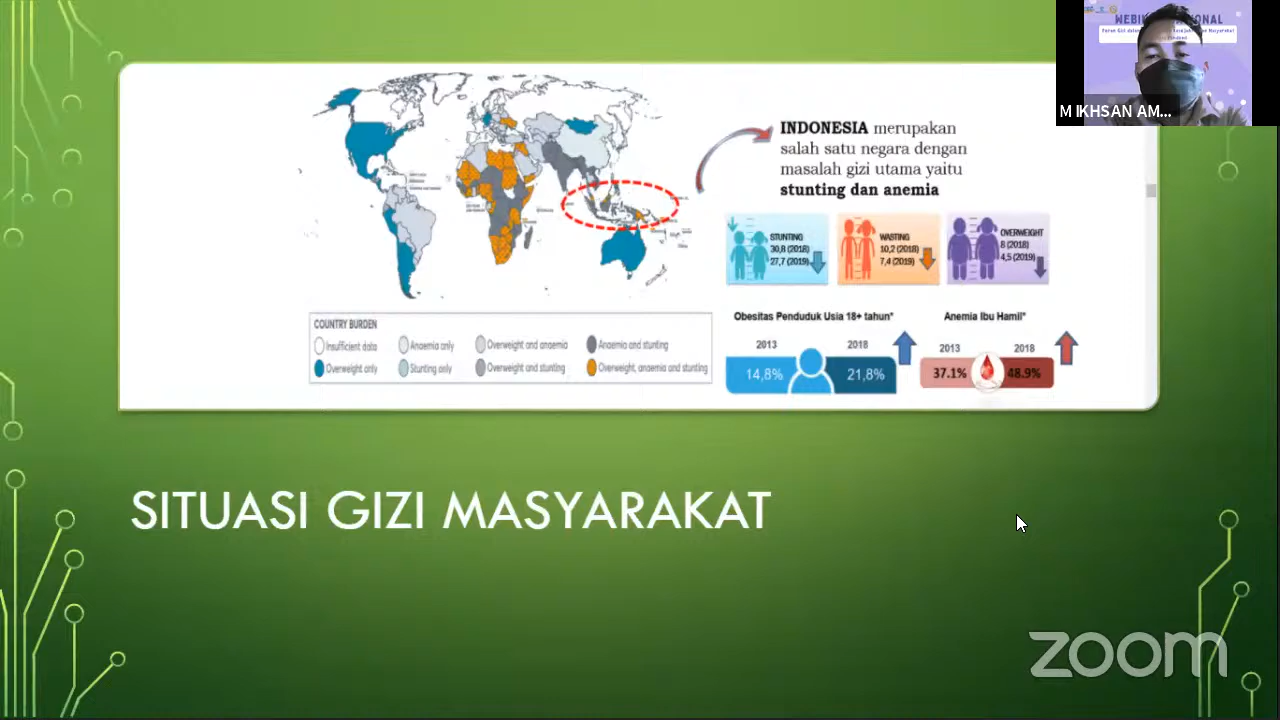 WEBINAR NASIONAL
M IKHSAN AM...
INDONESIA merupakan
salah satu negara dengan
masalah gizi utama yaitu
stunting dan anemia
STUNTING
30,8 (2018)
27,7 (2019)
WASTING
10,2 (2018)
7,4 (2019)
OVERWEIGHT
8 (2018)
4,5 (2019)
COUNTRY BURDEN
Insufficient data
Anaemia only
Overweight and anaemia
Anaemia and stunting
Overweight only
Stunting only
Overweight and stunting
Overweight, anaemia and stunting
Obesitas Penduduk Usia 18+ tahun*
2013
2018
14,8%
21,8%
Anemia Ibu Hamil*
2013
2018
37.1%
48.9%
SITUASI GIZI MASYARAKAT
zoom